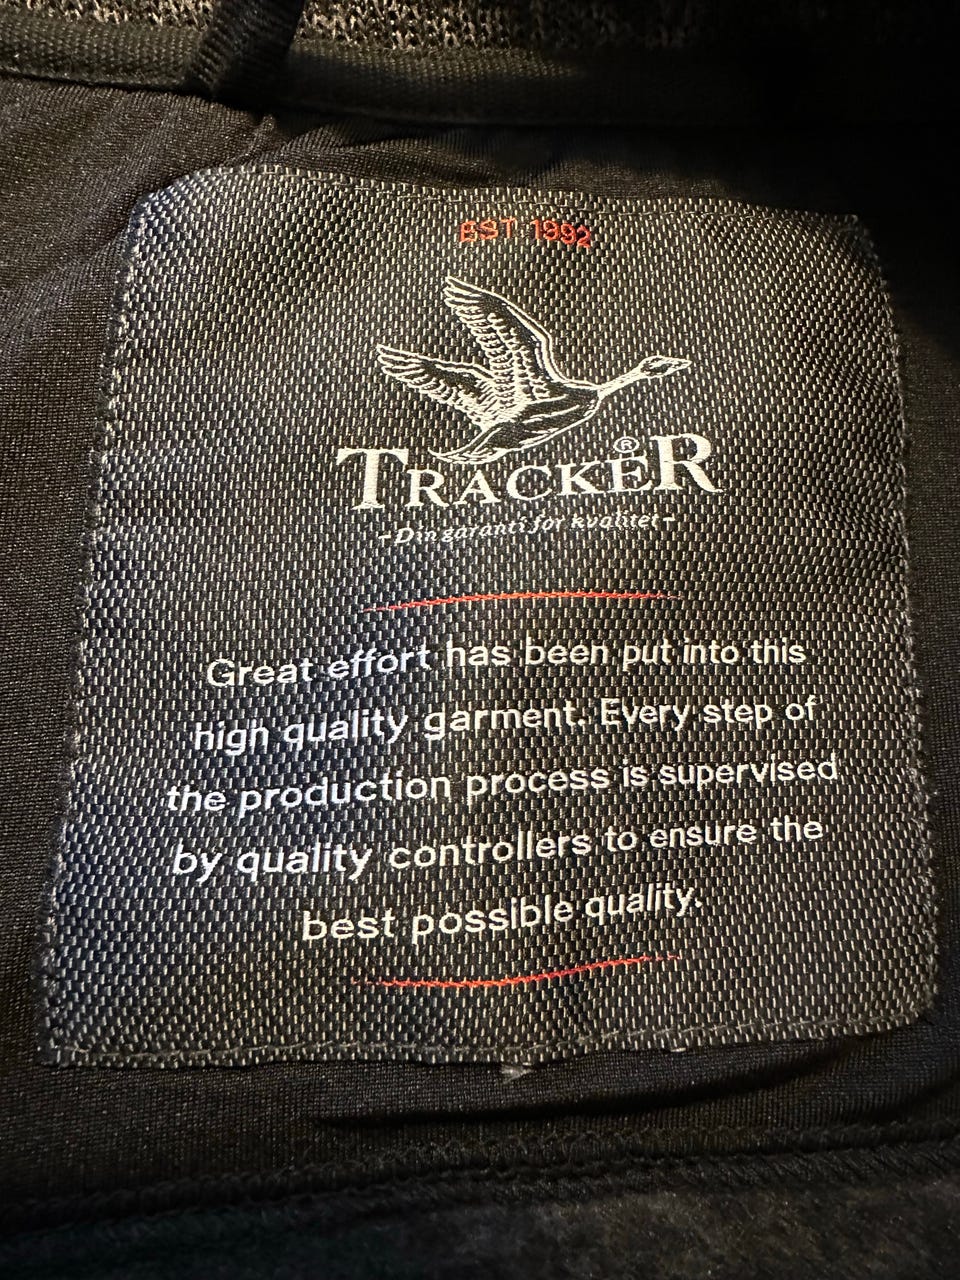 EST 1992
TRACKER®
-Din garanti for kvalitet-
Great effort has been put into this
high quality garment. Every step of
the production process is supervised
by quality controllers to ensure the
best possible quality.